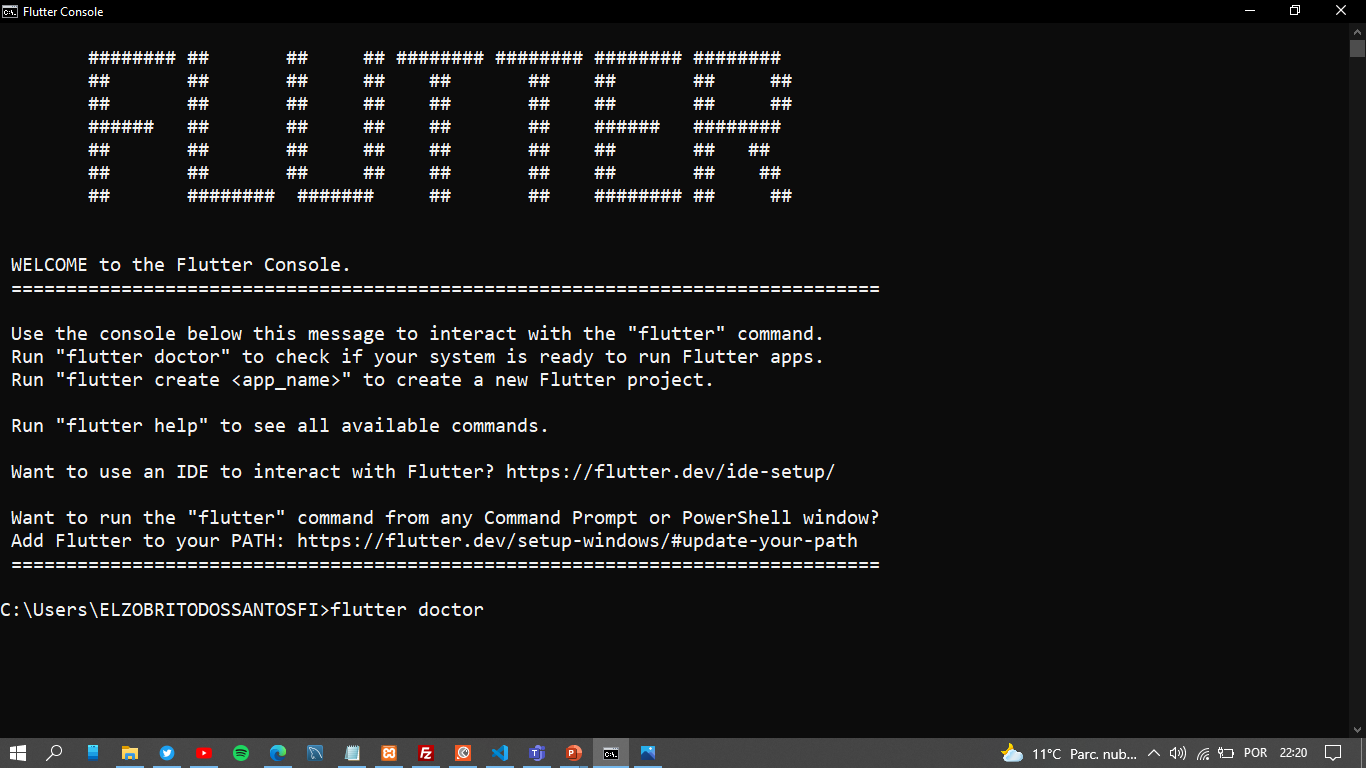 Flutter Console
######## ##       ##     ## ######## ######## ######## ########
##       ##       ##     ##    ##       ##    ##       ##     ##
##       ##       ##     ##    ##       ##    ##       ##     ##
######   ##       ##     ##    ##       ##    ######   ########
##       ##       ##     ##    ##       ##    ##       ##   ##
##       ##       ##     ##    ##       ##    ##       ##    ##
##       ########  #######     ##       ##    ######## ##     ##
WELCOME to the Flutter Console.
===============================================================================
Use the console below this message to interact with the "flutter" command.
Run "flutter doctor" to check if your system is ready to run Flutter apps.
Run "flutter create <app_name>" to create a new Flutter project.
Run "flutter help" to see all available commands.
Want to use an IDE to interact with Flutter? https://flutter.dev/ide-setup/
Want to run the "flutter" command from any Command Prompt or PowerShell window?
Add Flutter to your PATH: https://flutter.dev/setup-windows/#update-your-path
===============================================================================
C:\Users\ELZOBRITODOSSANTOSFI>flutter doctor
11°C Parc. nub... POR 22:20